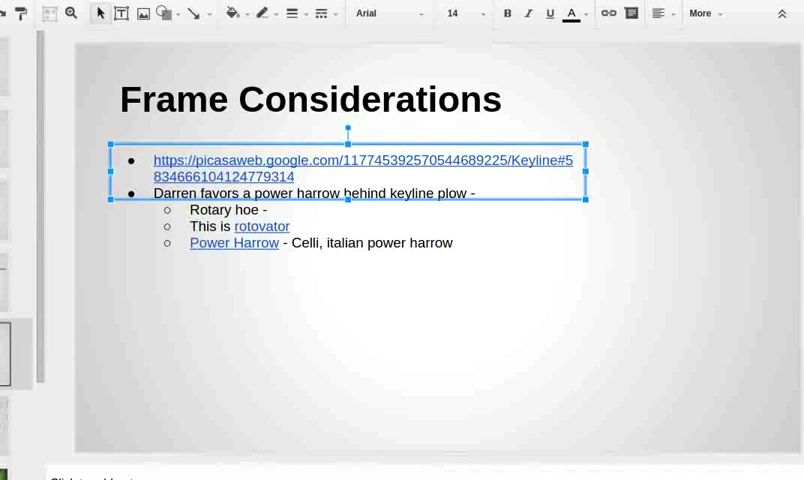 Arial 14 B I U A More
Frame Considerations
● https://picasaweb.google.com/117745392570544689225/Keyline#5
834666104124779314
● Darren favors a power harrow behind keyline plow -
○ Rotary hoe -
○ This is rotovator
○ Power Harrow - Celli, italian power harrow